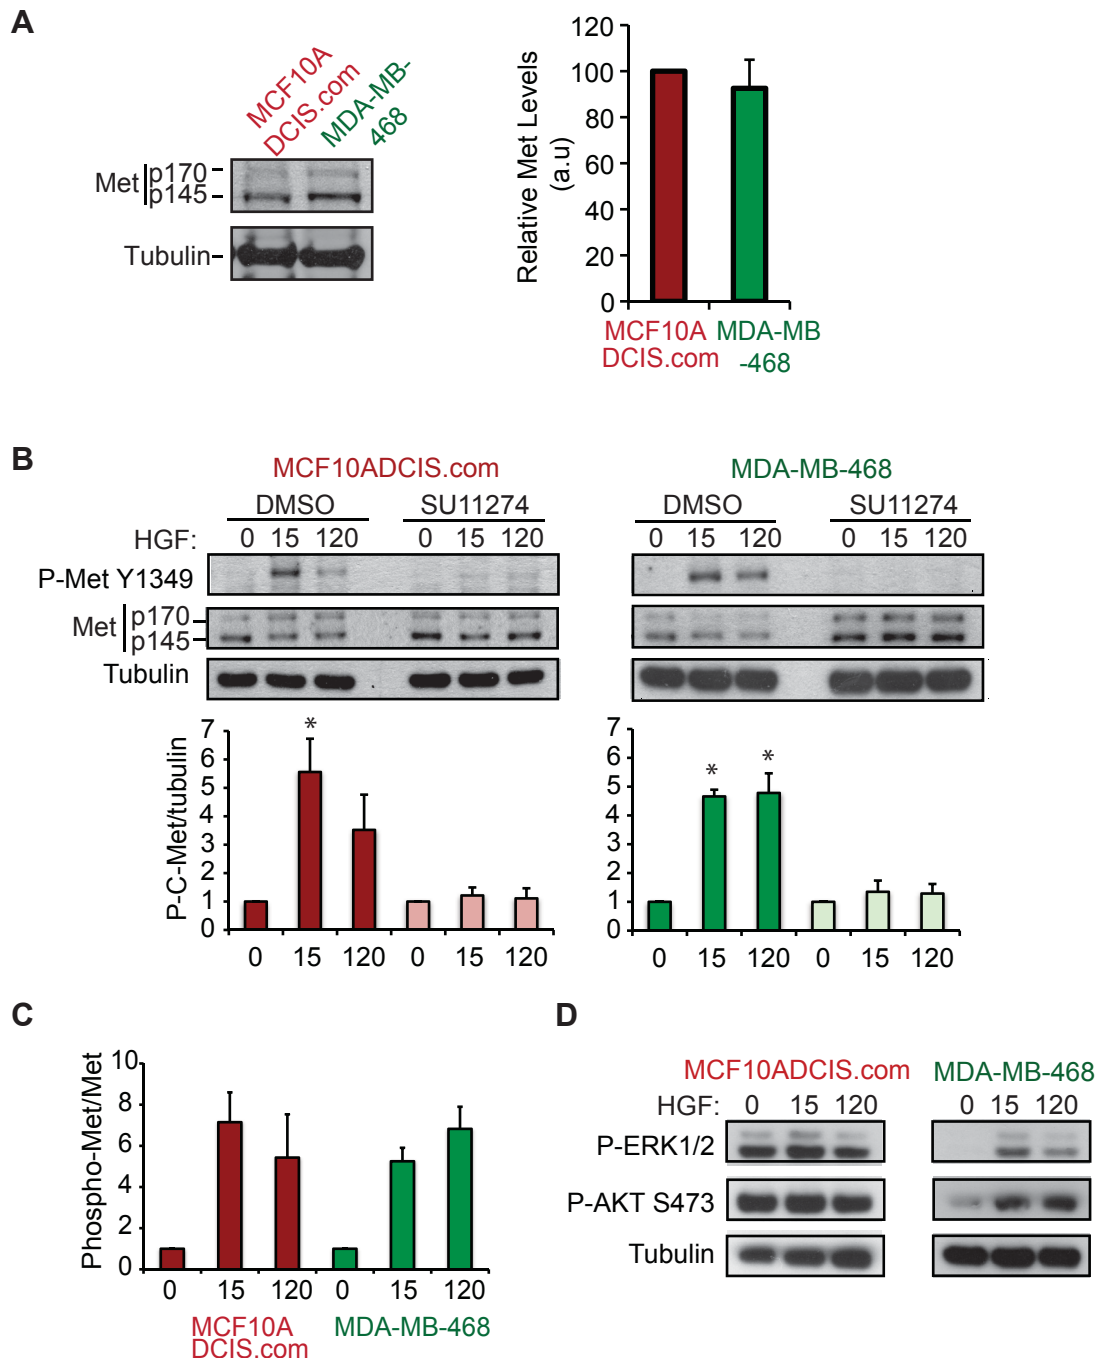 A
MCF10A
DCIS.com
MDA-MB-
468
Met
p170
p145
Tubulin
Relative Met Levels
(a.u)
120
100
80
60
40
20
0
MCF10A
DCIS.com
MDA-MB
-468
B
MCF10ADCIS.com
MDA-MB-468
DMSO
SU11274
DMSO
SU11274
HGF:
0 15 120 0 15 120
0 15 120 0 15 120
P-Met Y1349
Met
p170
p145
Tubulin
P-C-Met/tubulin
7
6
5
4
3
2
1
0
*
0 15 120 0 15 120
7
6
5
4
3
2
1
0
* *
0 15 120 0 15 120
C
Phospho-Met/Met
10
8
6
4
2
0
0 15 120 0 15 120
MCF10A
DCIS.com
MDA-MB-468
D
MCF10ADCIS.com
MDA-MB-468
HGF:
0 15 120
0 15 120
P-ERK1/2
P-AKT S473
Tubulin